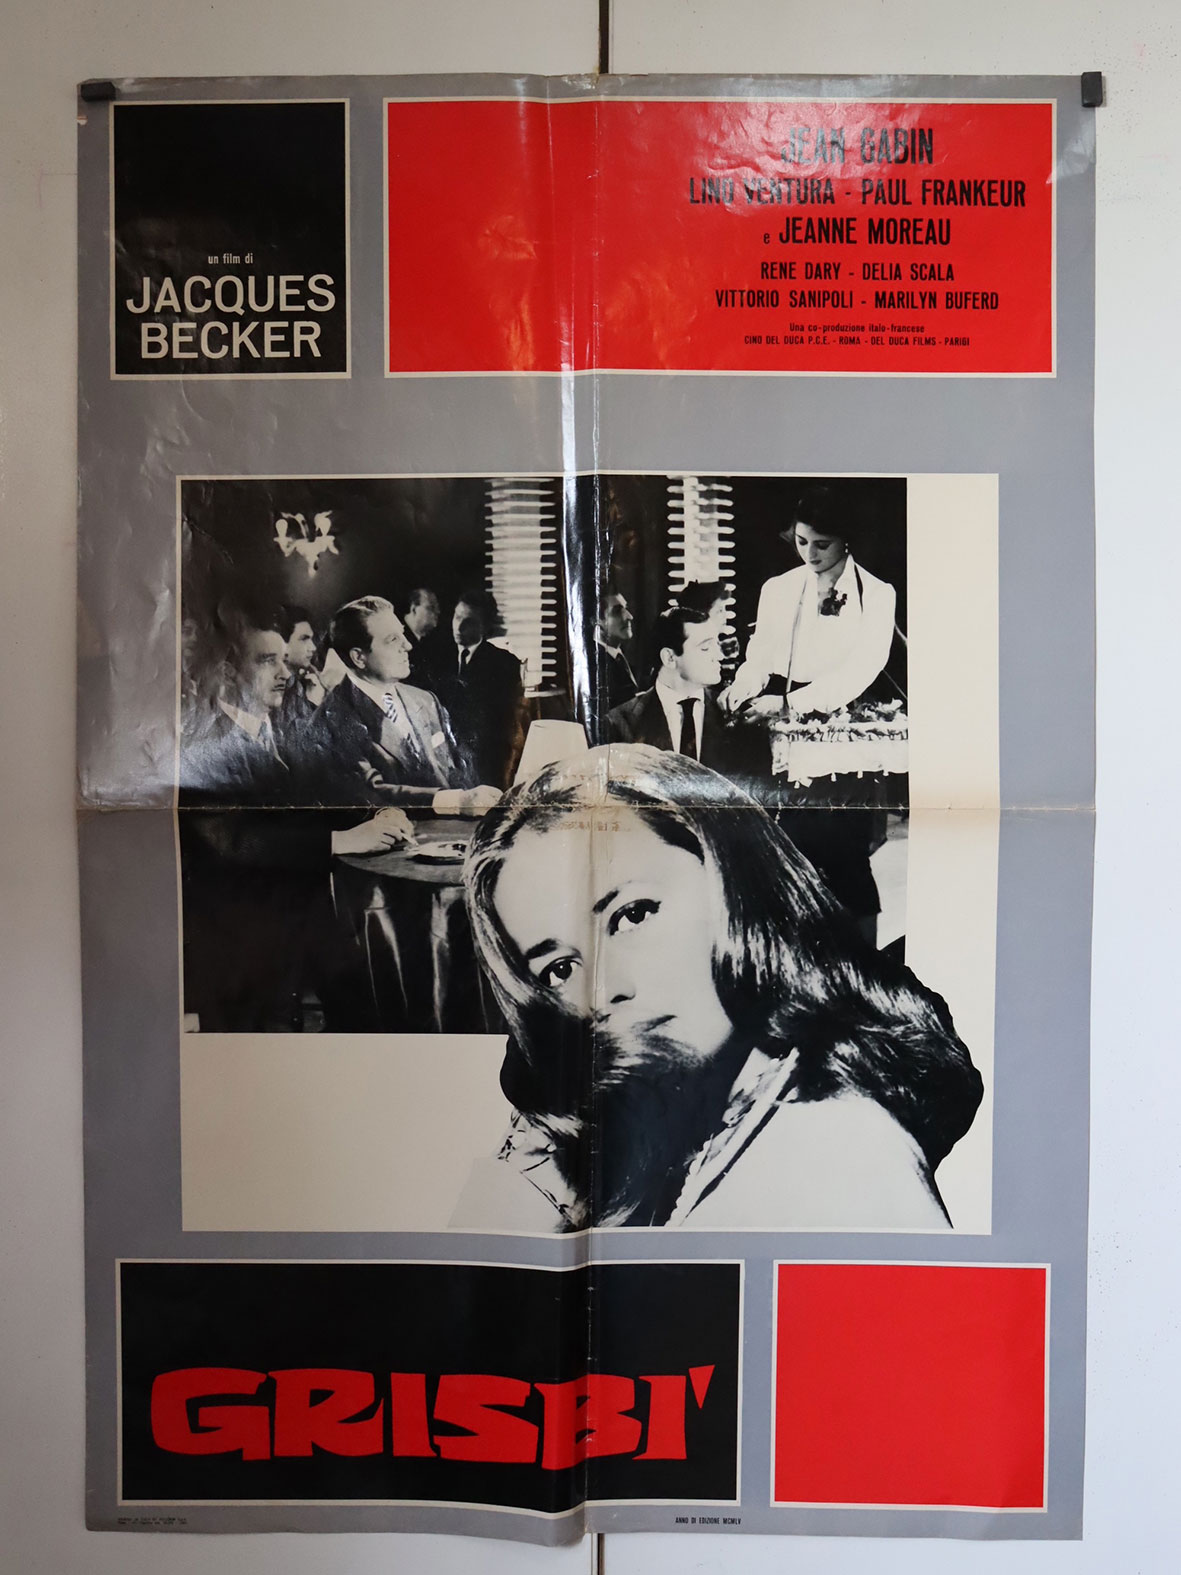 un film di
JACQUES
BECKER
JEAN GABIN
LINO VENTURA - PAUL FRANKEUR
e JEANNE MOREAU
RENE DARY - DELIA SCALA
VITTORIO SANIPOLI - MARILYN BUFERD
Una co-produzione italo-francese
CINO DEL DUCA P.C.E. - ROMA - DEL DUCA FILMS - PARIGI
GRISBI'
ANNO DI EDIZIONE MCMLV